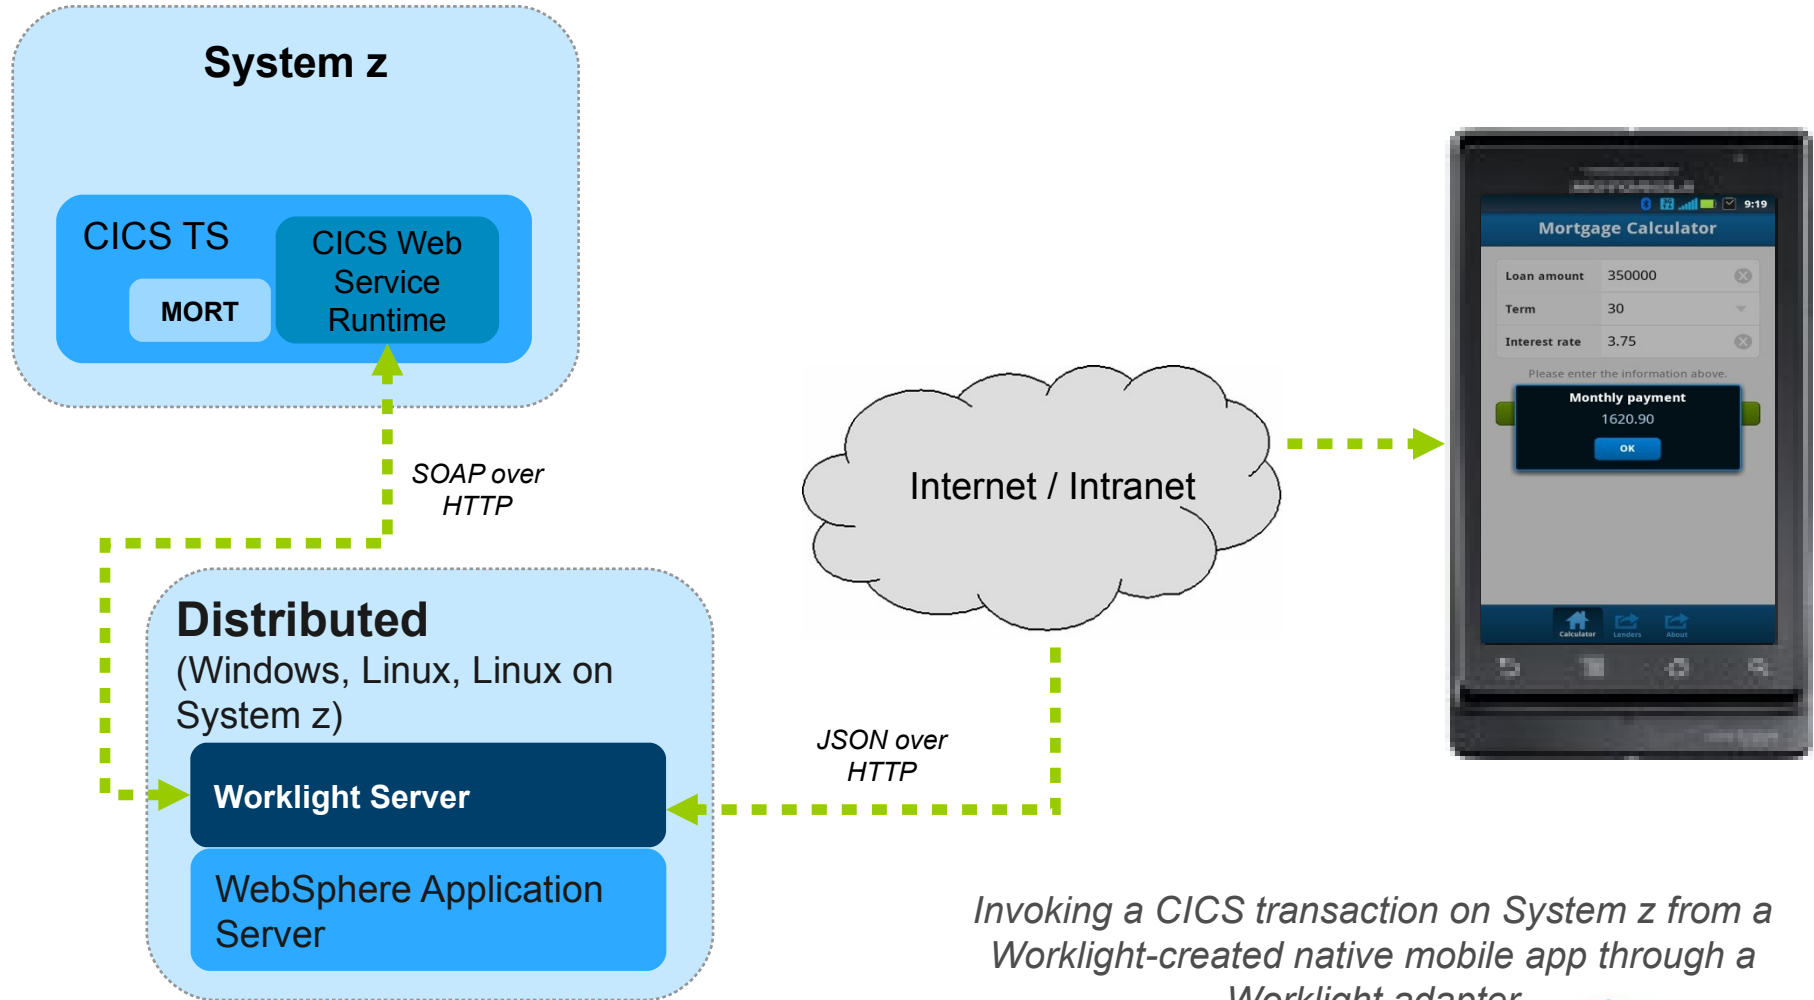 System z
CICS TS
MORT
CICS Web
Service
Runtime
SOAP over
HTTP
Distributed
(Windows, Linux, Linux on
System z)
Worklight Server
WebSphere Application
Server
JSON over
HTTP
Internet / Intranet
MOTOROLA
9:19
Mortgage Calculator
Loan amount 350000
Term 30
Interest rate 3.75
Please enter the information above.
Monthly payment
1620.90
OK
Calculator Lenders About
Invoking a CICS transaction on System z from a
Worklight-created native mobile app through a
Worklight adapter